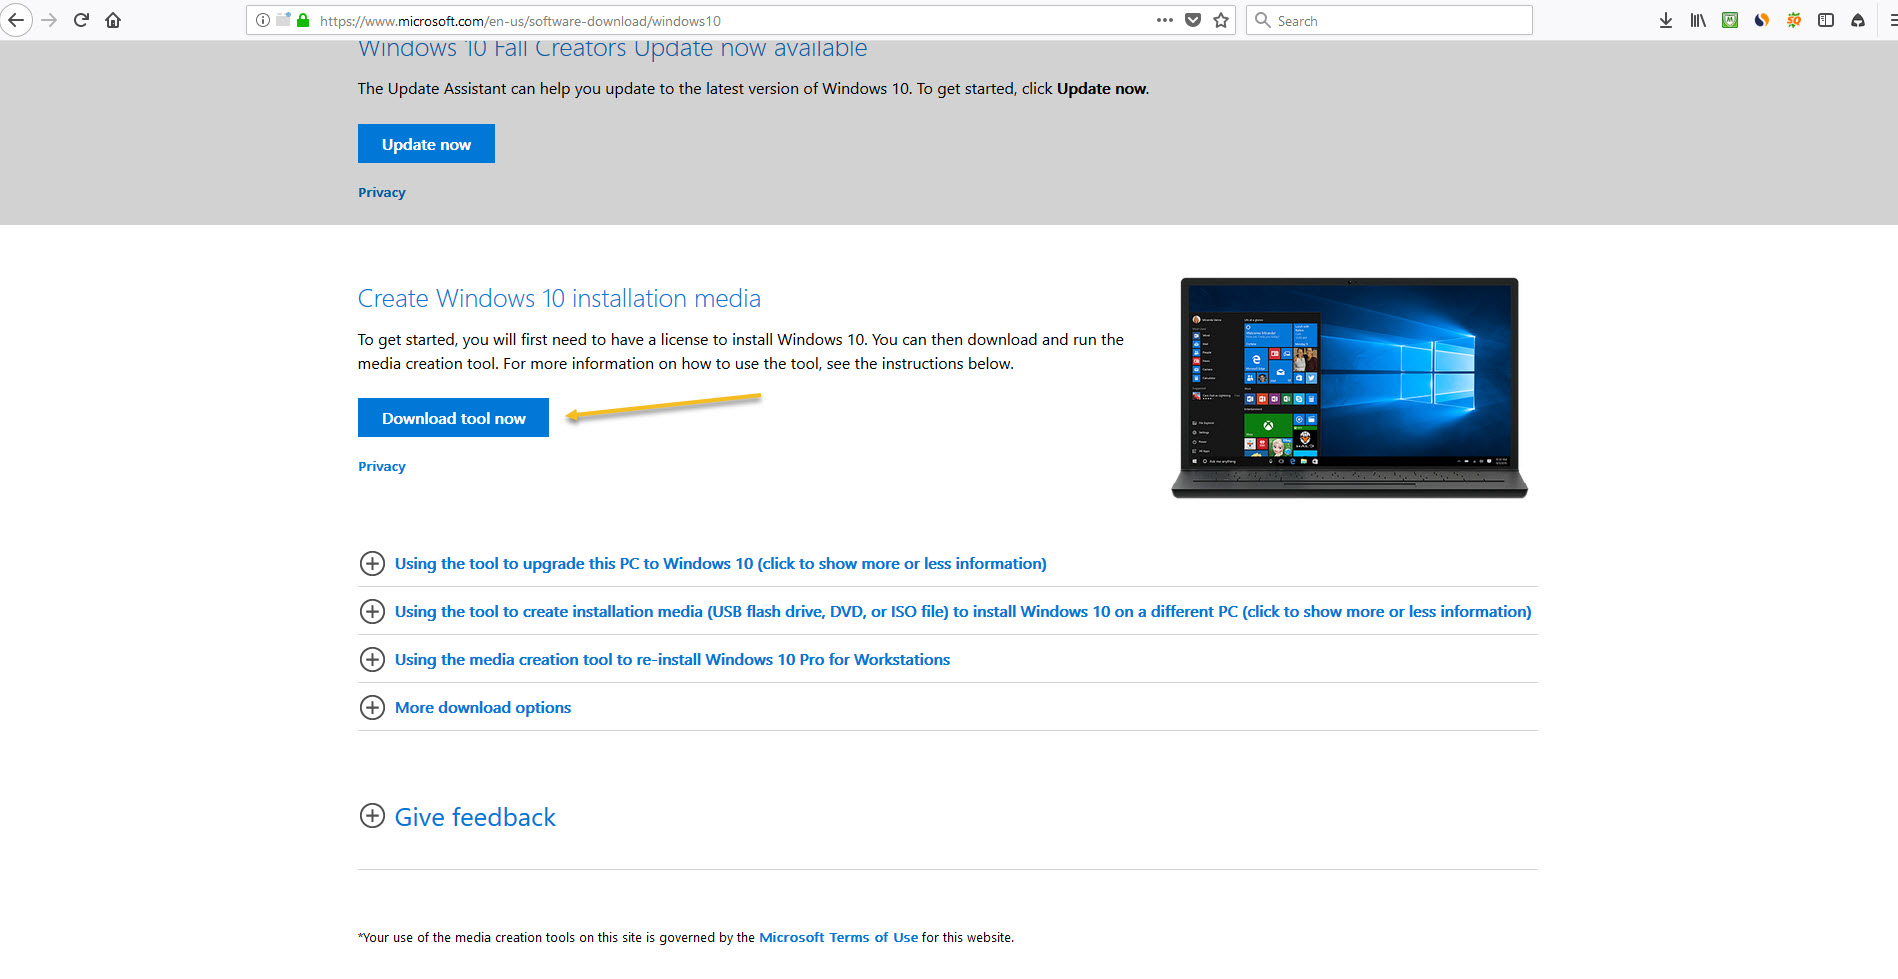 https://www.microsoft.com/en-us/software-download/windows10
Search
Windows 10 Fall Creators Update now available
The Update Assistant can help you update to the latest version of Windows 10. To get started, click Update now.
Update now
Privacy
Create Windows 10 installation media
To get started, you will first need to have a license to install Windows 10. You can then download and run the
media creation tool. For more information on how to use the tool, see the instructions below.
Download tool now
Privacy
Using the tool to upgrade this PC to Windows 10 (click to show more or less information)
Using the tool to create installation media (USB flash drive, DVD, or ISO file) to install Windows 10 on a different PC (click to show more or less information)
Using the media creation tool to re-install Windows 10 Pro for Workstations
More download options
Give feedback
*Your use of the media creation tools on this site is governed by the Microsoft Terms of Use for this website.